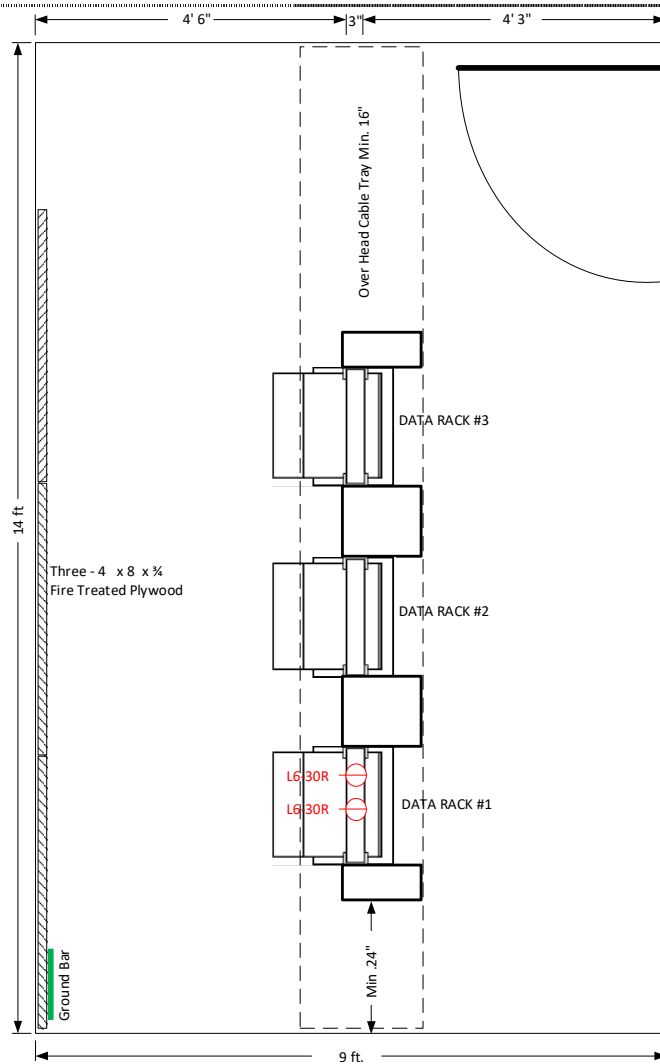 4' 6"
3"
4' 3"
Over Head Cable Tray Min. 16"
DATA RACK #3
14 ft
Three - 4 x 8 x ¾
Fire Treated Plywood
DATA RACK #2
L6-30R
DATA RACK #1
L6-30R
Ground Bar
Min .24"
9 ft.